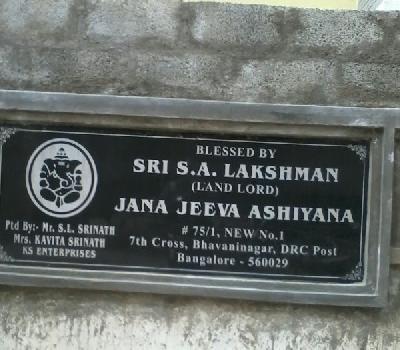 BLESSED BY
SRI S.A. LAKSHMAN
(LAND LORD)
JANA JEEVA ASHIYANA
# 75/1, NEW No.1
7th Cross, Bhavaninagar, DRC Post
Bangalore - 560029
Ptd By:- Mr. S.L. SRINATH
Mrs. KAVITA SRINATH
KS ENTERPRISES